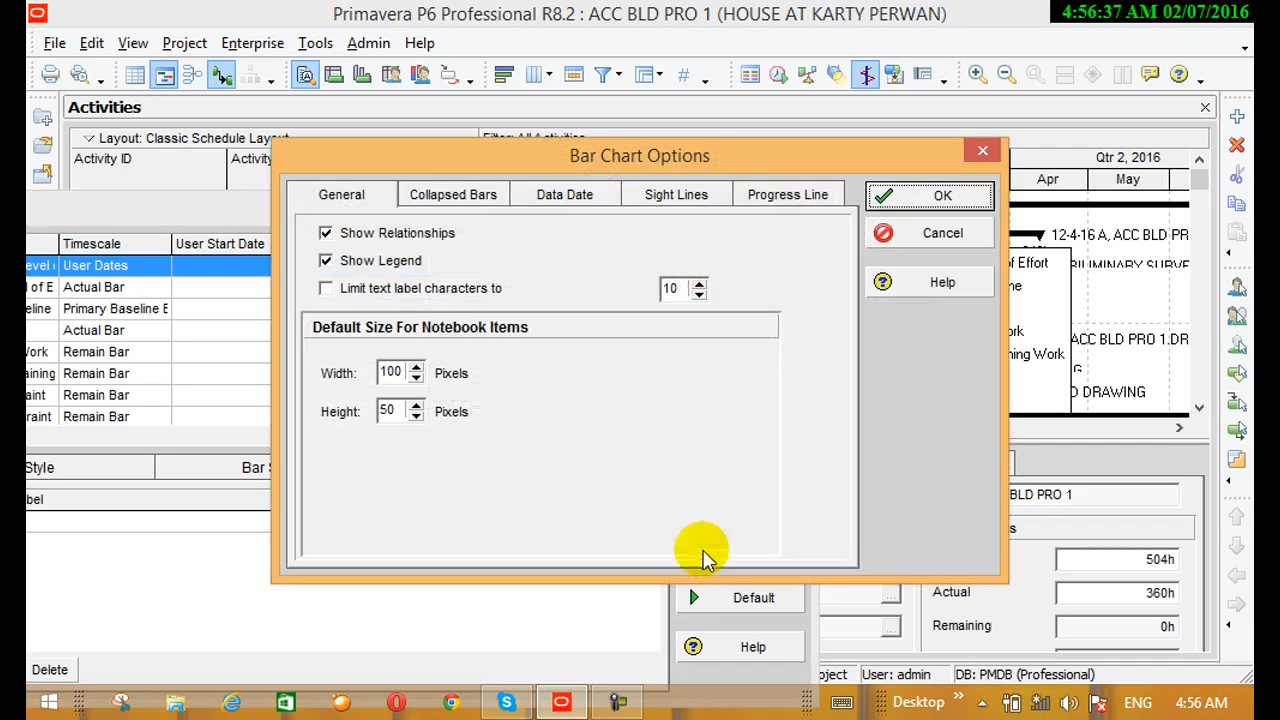 Primavera P6 Professional R8.2 : ACC BLD PRO 1 (HOUSE AT KARTY PERWAN)
4:56:37 AM 02/07/2016
File Edit View Project Enterprise Tools Admin Help
Activities
Layout: Classic Schedule Layout
Filter: All Activities
Activity ID
Qtr 2, 2016
Apr May
Bar Chart Options
General Collapsed Bars Data Date Sight Lines Progress Line
OK
Cancel
Help
Show Relationships
Show Legend
Limit text label characters to 10
Default Size For Notebook Items
Width: 100 Pixels
Height: 50 Pixels
Timescale User Start Date
User Dates
Actual Bar
Primary Baseline B
Actual Bar
Remain Bar
Remain Bar
Remain Bar
Remain Bar
12-4-16 A, ACC BLD PR
of Effort
Work
ACC BLD PRO 1.DR
ning Work
D DRAWING
Style
Bar S
BLD PRO 1
504h
Default
Actual 360h
Remaining 0h
Help
Delete
User: admin DB: PMDB (Professional)
Desktop » ENG 4:56 AM